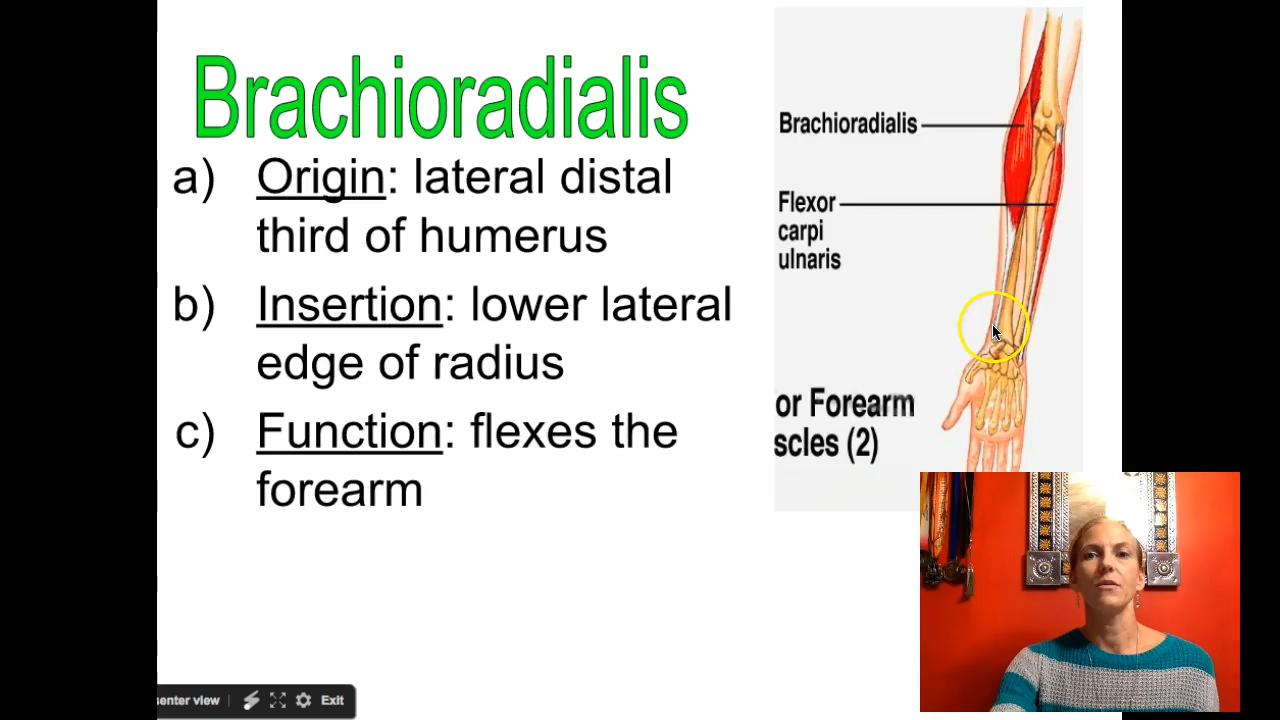 Brachioradialis
a) Origin: lateral distal
third of humerus
b) Insertion: lower lateral
edge of radius
c) Function: flexes the
forearm
Brachioradialis
Flexor
carpi
ulnaris
or Forearm
scles (2)
senter view
Exit